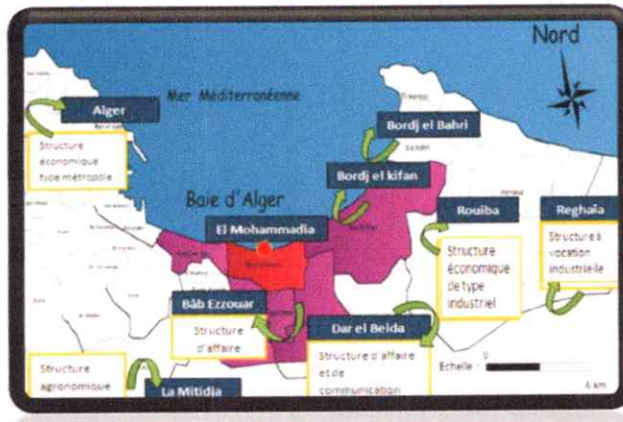 Nord
Mer Méditerranéenne
Alger
Structure
économique
type métropole
Bordj el Bahri
Bordj el kifan
Baie d'Alger
El Mohammadia
Rouiba
Reghaïa
Structure
économique
de type
industriel
Structure à
vocation
industrielle
Bâb Ezzouar
Structure
d'affaire
Dar el Beida
Structure d'affaire
et de
communication
Structure
agronomique
La Mitidja
Echelle :
0
6 km